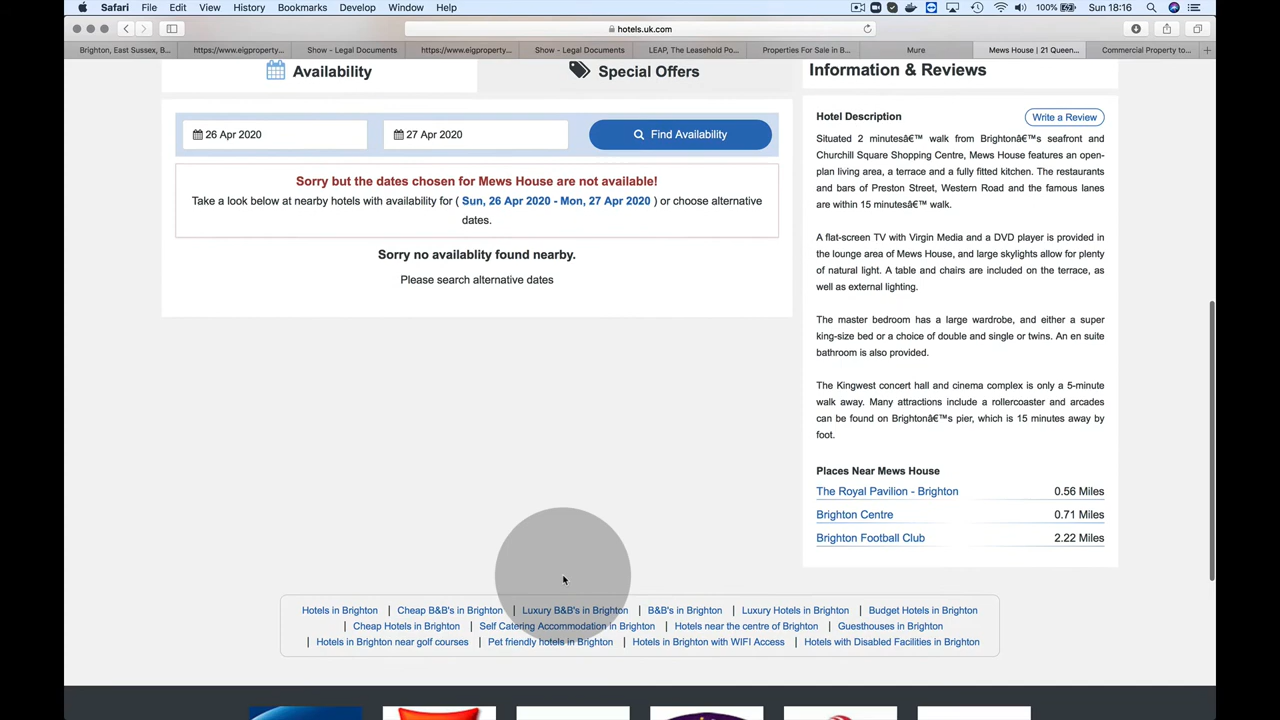 Safari File Edit View History Bookmarks Develop Window Help 100% Sun 18:16
hotels.uk.com
Brighton, East Sussex, B... https://www.eigproperty... Show - Legal Documents https://www.eigproperty... Show - Legal Documents LEAP, The Leasehold Po... Properties For Sale in B... Mure Mews House | 21 Queen... Commercial Property to...
Availability
Special Offers
26 Apr 2020
27 Apr 2020
Find Availability
Sorry but the dates chosen for Mews House are not available!
Take a look below at nearby hotels with availability for ( Sun, 26 Apr 2020 - Mon, 27 Apr 2020 ) or choose alternative
dates.
Sorry no availablity found nearby.
Please search alternative dates
Information & Reviews
Hotel Description
Write a Review
Situated 2 minutesâ€™ walk from Brightonâ€™s seafront and
Churchill Square Shopping Centre, Mews House features an open-
plan living area, a terrace and a fully fitted kitchen. The restaurants
and bars of Preston Street, Western Road and the famous lanes
are within 15 minutesâ€™ walk.
A flat-screen TV with Virgin Media and a DVD player is provided in
the lounge area of Mews House, and large skylights allow for plenty
of natural light. A table and chairs are included on the terrace, as
well as external lighting.
The master bedroom has a large wardrobe, and either a super
king-size bed or a choice of double and single or twins. An en suite
bathroom is also provided.
The Kingwest concert hall and cinema complex is only a 5-minute
walk away. Many attractions include a rollercoaster and arcades
can be found on Brightonâ€™s pier, which is 15 minutes away by
foot.
Places Near Mews House
The Royal Pavilion - Brighton 0.56 Miles
Brighton Centre 0.71 Miles
Brighton Football Club 2.22 Miles
Hotels in Brighton | Cheap B&B's in Brighton | Luxury B&B's in Brighton | B&B's in Brighton | Luxury Hotels in Brighton | Budget Hotels in Brighton
| Cheap Hotels in Brighton | Self Catering Accommodation in Brighton | Hotels near the centre of Brighton | Guesthouses in Brighton
| Hotels in Brighton near golf courses | Pet friendly hotels in Brighton | Hotels in Brighton with WIFI Access | Hotels with Disabled Facilities in Brighton